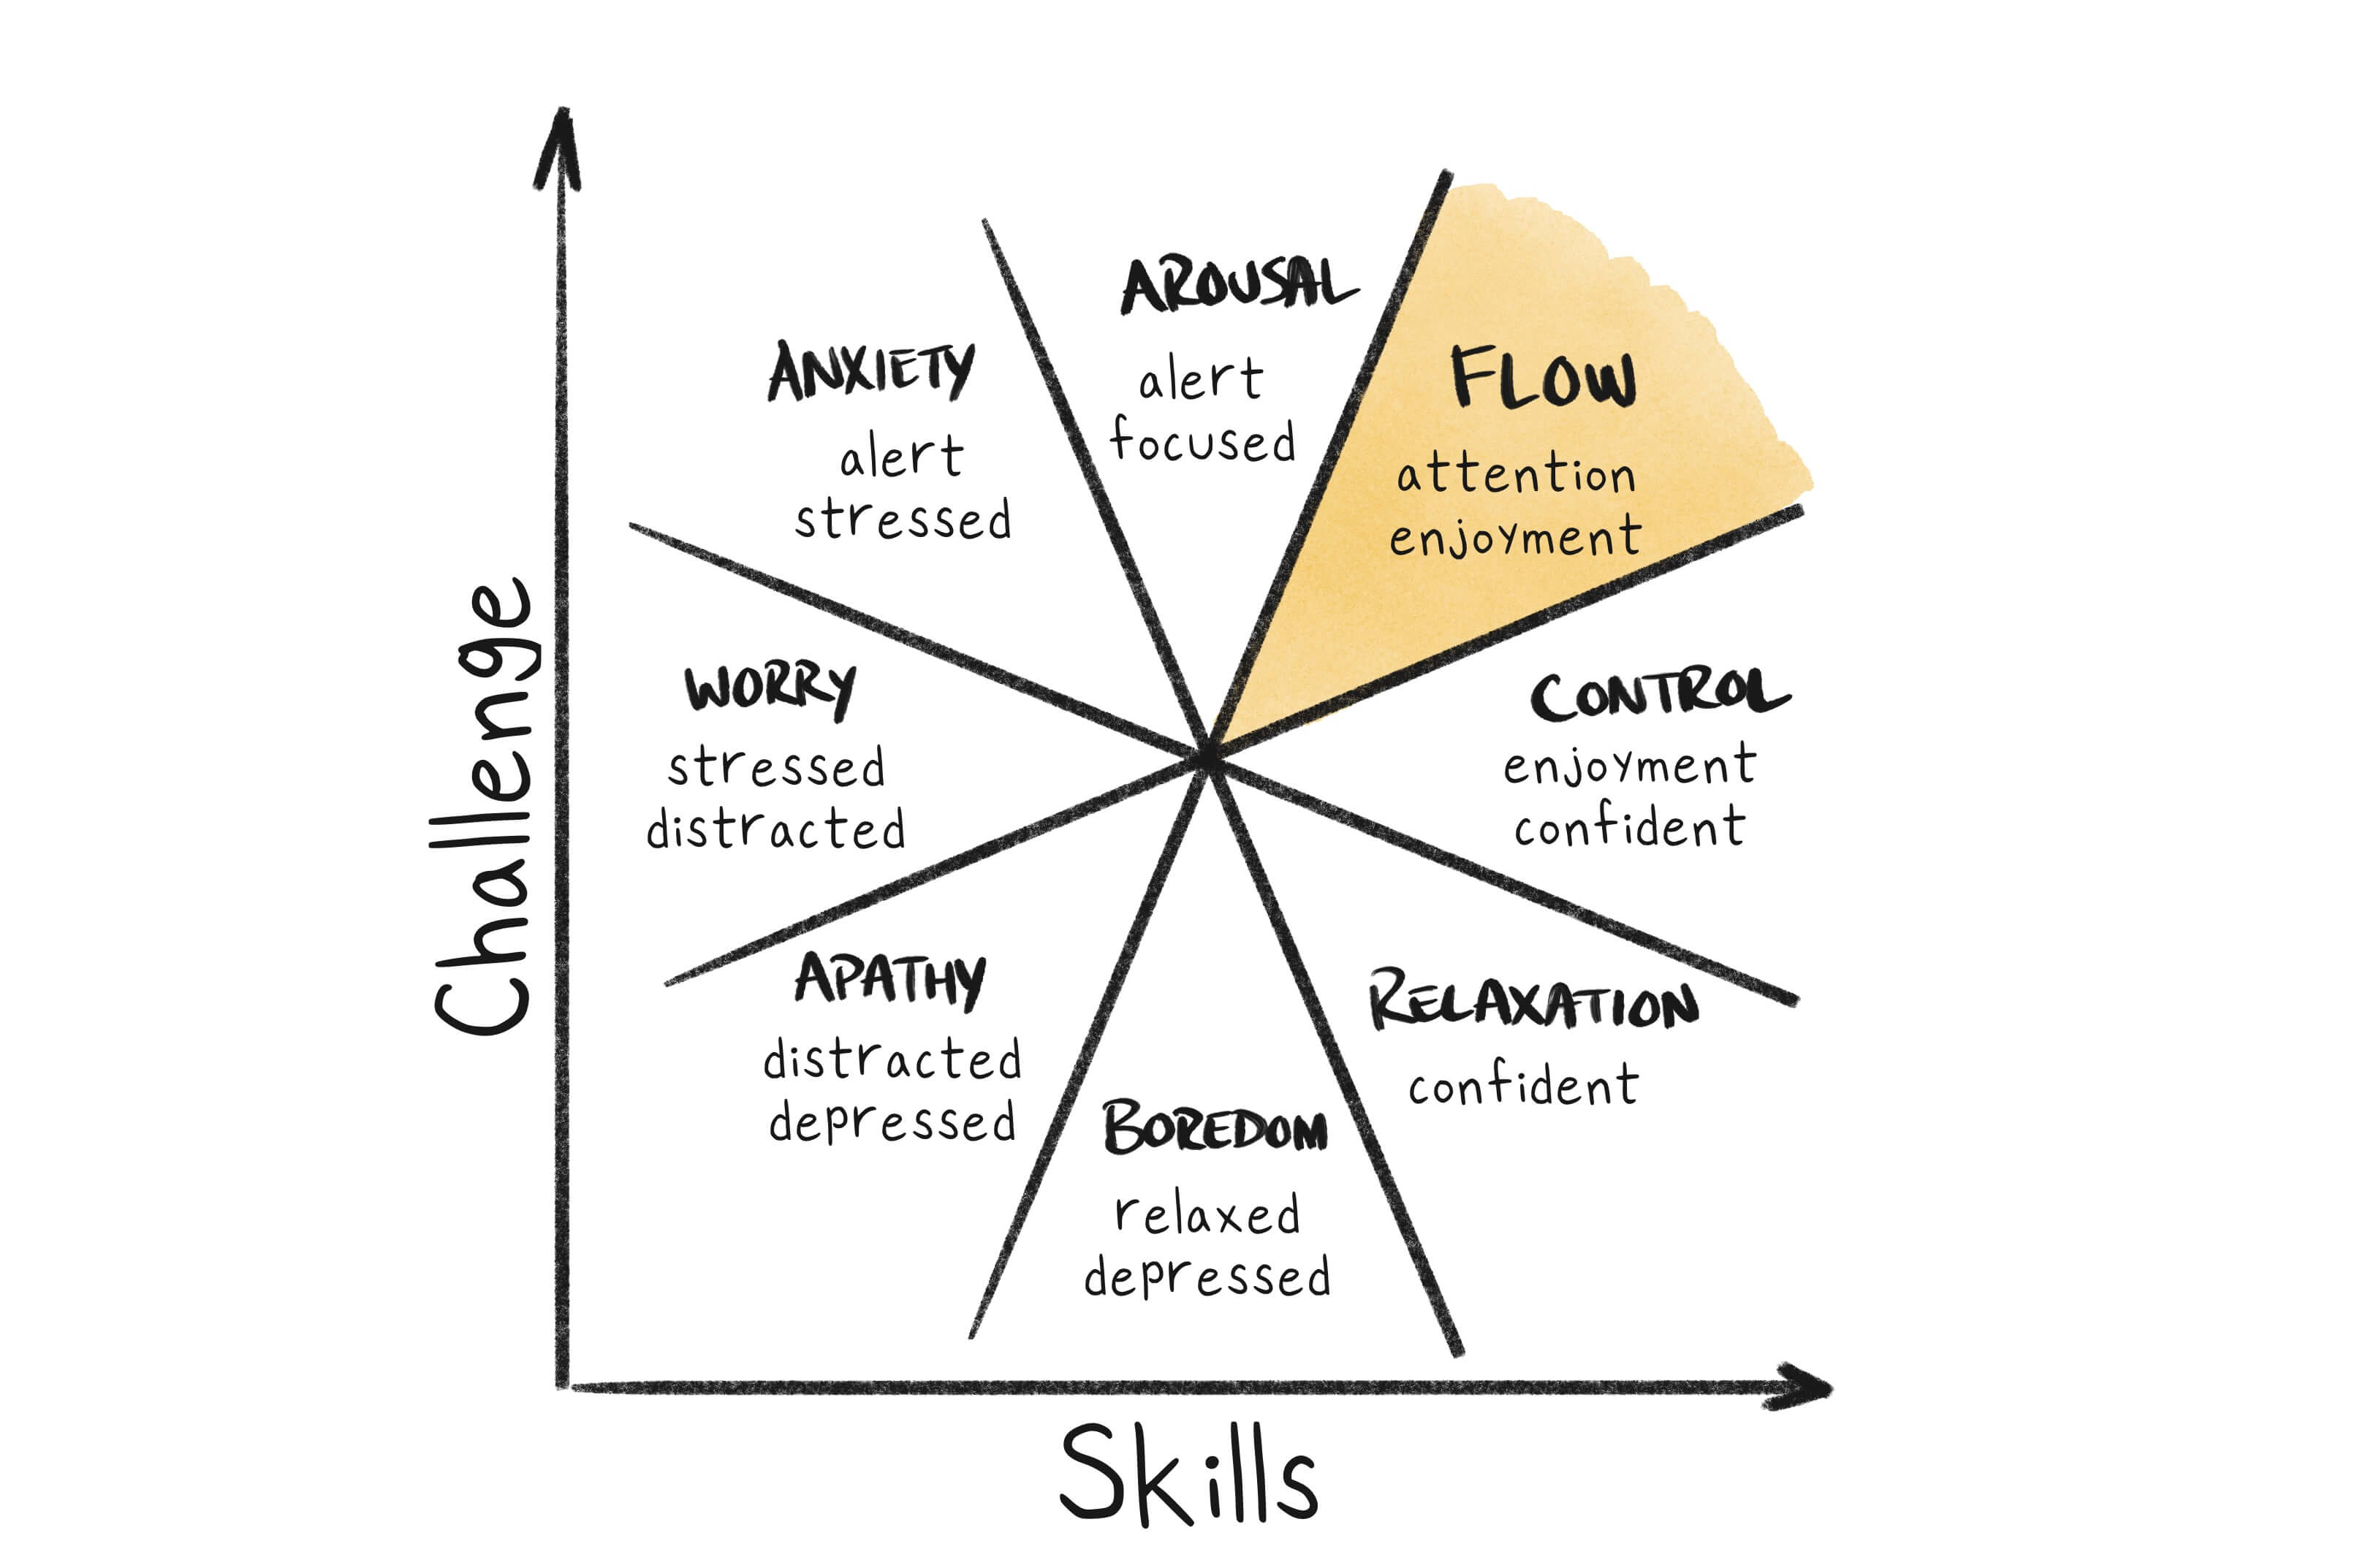 AROUSAL
alert
focused
FLOW
attention
enjoyment
ANXIETY
alert
stressed
WORRY
stressed
distracted
CONTROL
enjoyment
confident
APATHY
distracted
depressed
BOREDOM
relaxed
depressed
RELAXATION
confident
Challenge
Skills